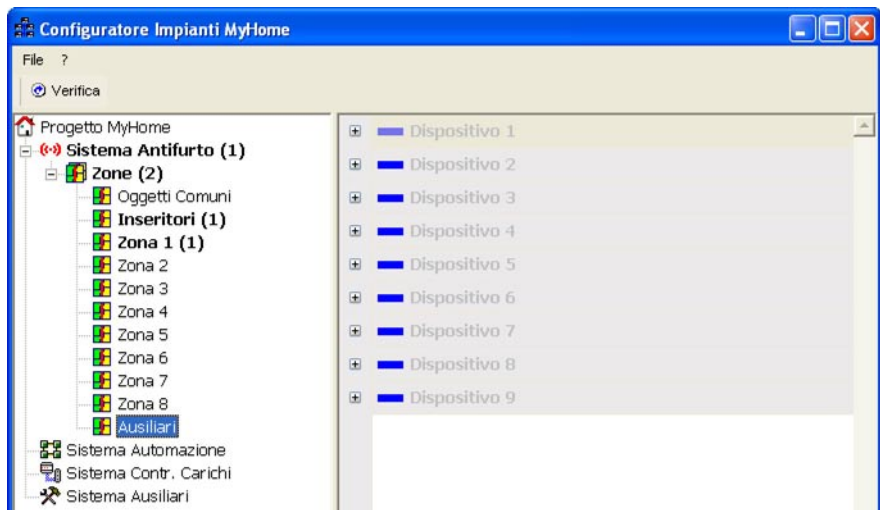 Configuratore Impianti MyHome
File ?
Verifica
Progetto MyHome
Sistema Antifurto (1)
Zone (2)
Oggetti Comuni
Inseritori (1)
Zona 1 (1)
Zona 2
Zona 3
Zona 4
Zona 5
Zona 6
Zona 7
Zona 8
Ausiliari
Sistema Automazione
Sistema Contr. Carichi
Sistema Ausiliari
Dispositivo 1
Dispositivo 2
Dispositivo 3
Dispositivo 4
Dispositivo 5
Dispositivo 6
Dispositivo 7
Dispositivo 8
Dispositivo 9